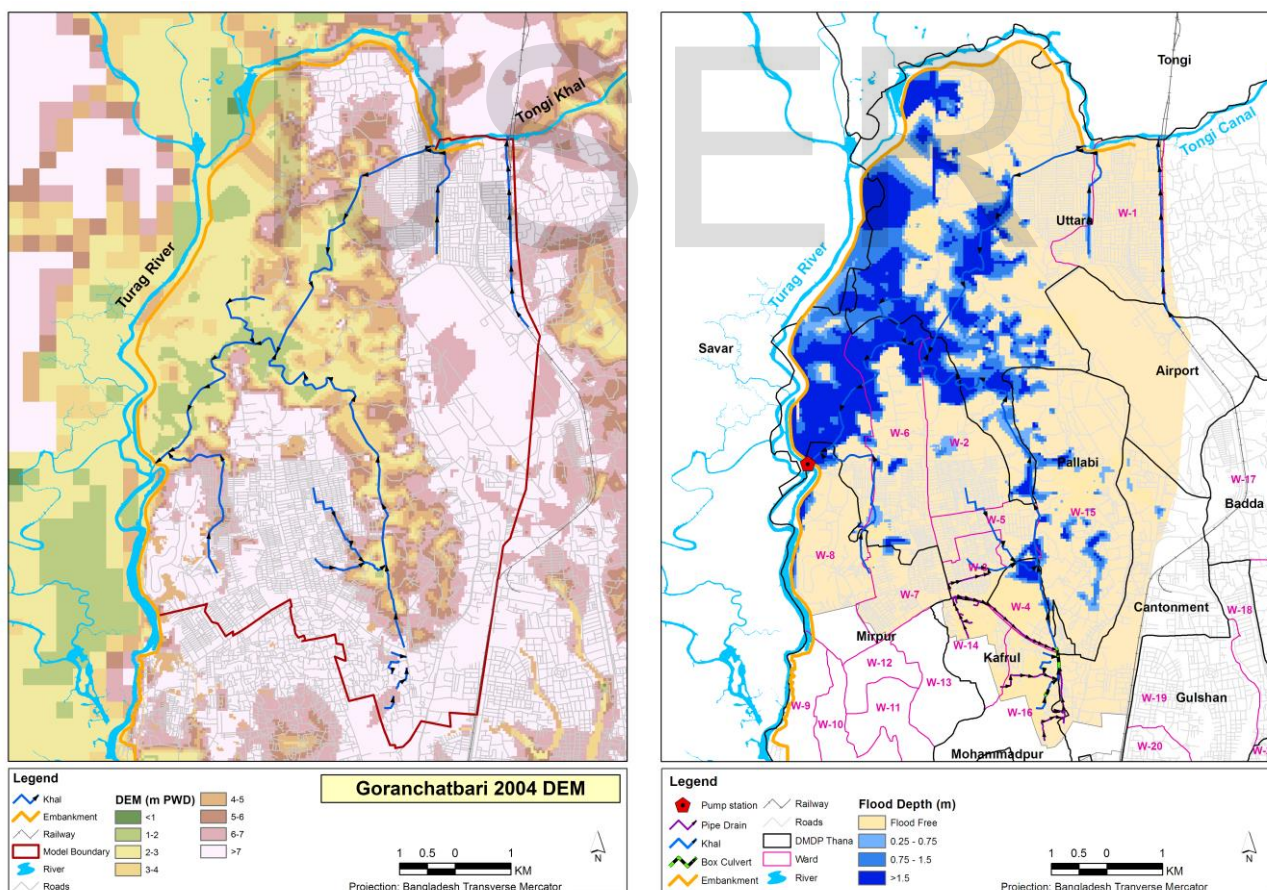 IJSER
Tongi Khal
Turag River
Legend
Khal
Embankment
Railway
Model Boundary
River
Roads
DEM (m PWD)
<1
1-2
2-3
3-4
4-5
5-6
6-7
>7
Goranchatbari 2004 DEM
1 0.5 0 1
KM
N
Projection: Bangladesh Transverse Mercator
Tongi
Tongi Canal
Uttara
W-1
Turag River
Savar
Airport
W-6
W-2
Pallabi
W-17
Badda
W-5
W-15
W-8
W-3
W-7
W-4
Cantonment
W-18
Mirpur
W-14
Kafrul
W-12
W-13
W-19
Gulshan
W-9
W-11
W-16
W-10
W-20
Mohammadpur
Legend
Pump station
Pipe Drain
Khal
Box Culvert
Embankment
Railway
Roads
DMDP Thana
Ward
River
Flood Depth (m)
Flood Free
0.25 - 0.75
0.75 - 1.5
>1.5
1 0.5 0 1
KM
N
Projection: Bangladesh Transverse Mercator